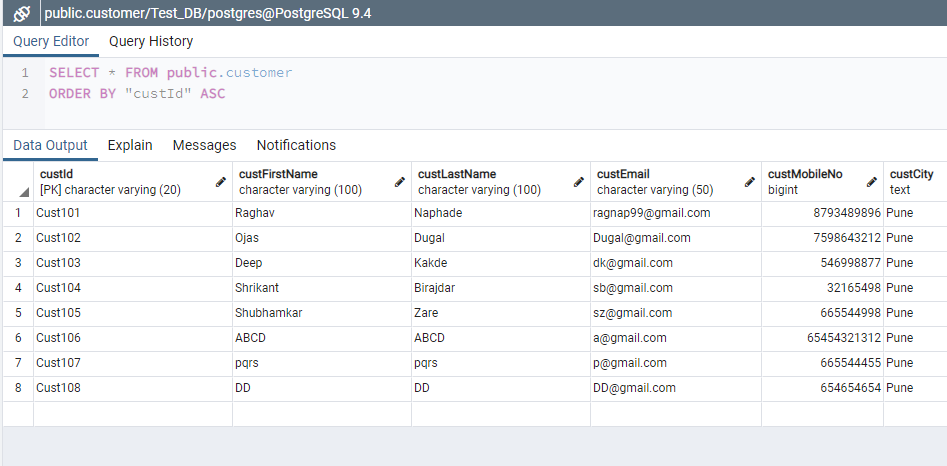 public.customer/Test_DB/postgres@PostgreSQL 9.4
Query Editor Query History
1 SELECT * FROM public.customer
2 ORDER BY "custId" ASC
Data Output Explain Messages Notifications
custId custFirstName custLastName custEmail custMobileNo custCity
[PK] character varying (20) character varying (100) character varying (100) character varying (50) bigint text
1 Cust101 Raghav Naphade ragnap99@gmail.com 8793489896 Pune
2 Cust102 Ojas Dugal Dugal@gmail.com 7598643212 Pune
3 Cust103 Deep Kakde dk@gmail.com 546998877 Pune
4 Cust104 Shrikant Birajdar sb@gmail.com 32165498 Pune
5 Cust105 Shubhamkar Zare sz@gmail.com 665544998 Pune
6 Cust106 ABCD ABCD a@gmail.com 65454321312 Pune
7 Cust107 pqrs pqrs p@gmail.com 665544455 Pune
8 Cust108 DD DD DD@gmail.com 654654654 Pune